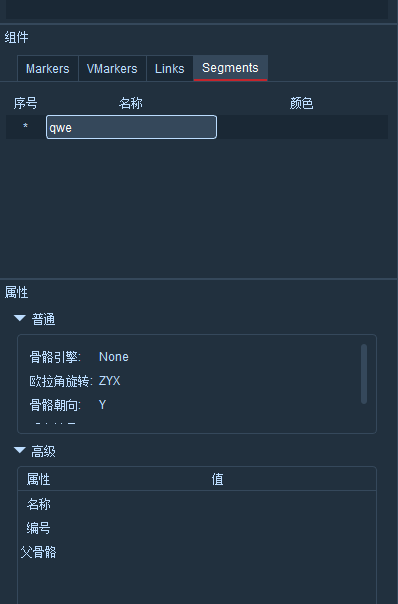 组件
Markers VMarkers Links Segments
序号 名称 颜色
* qwe
属性
普通
骨骼引擎: None
欧拉角旋转: ZYX
骨骼朝向: Y
高级
属性 值
名称
编号
父骨骼